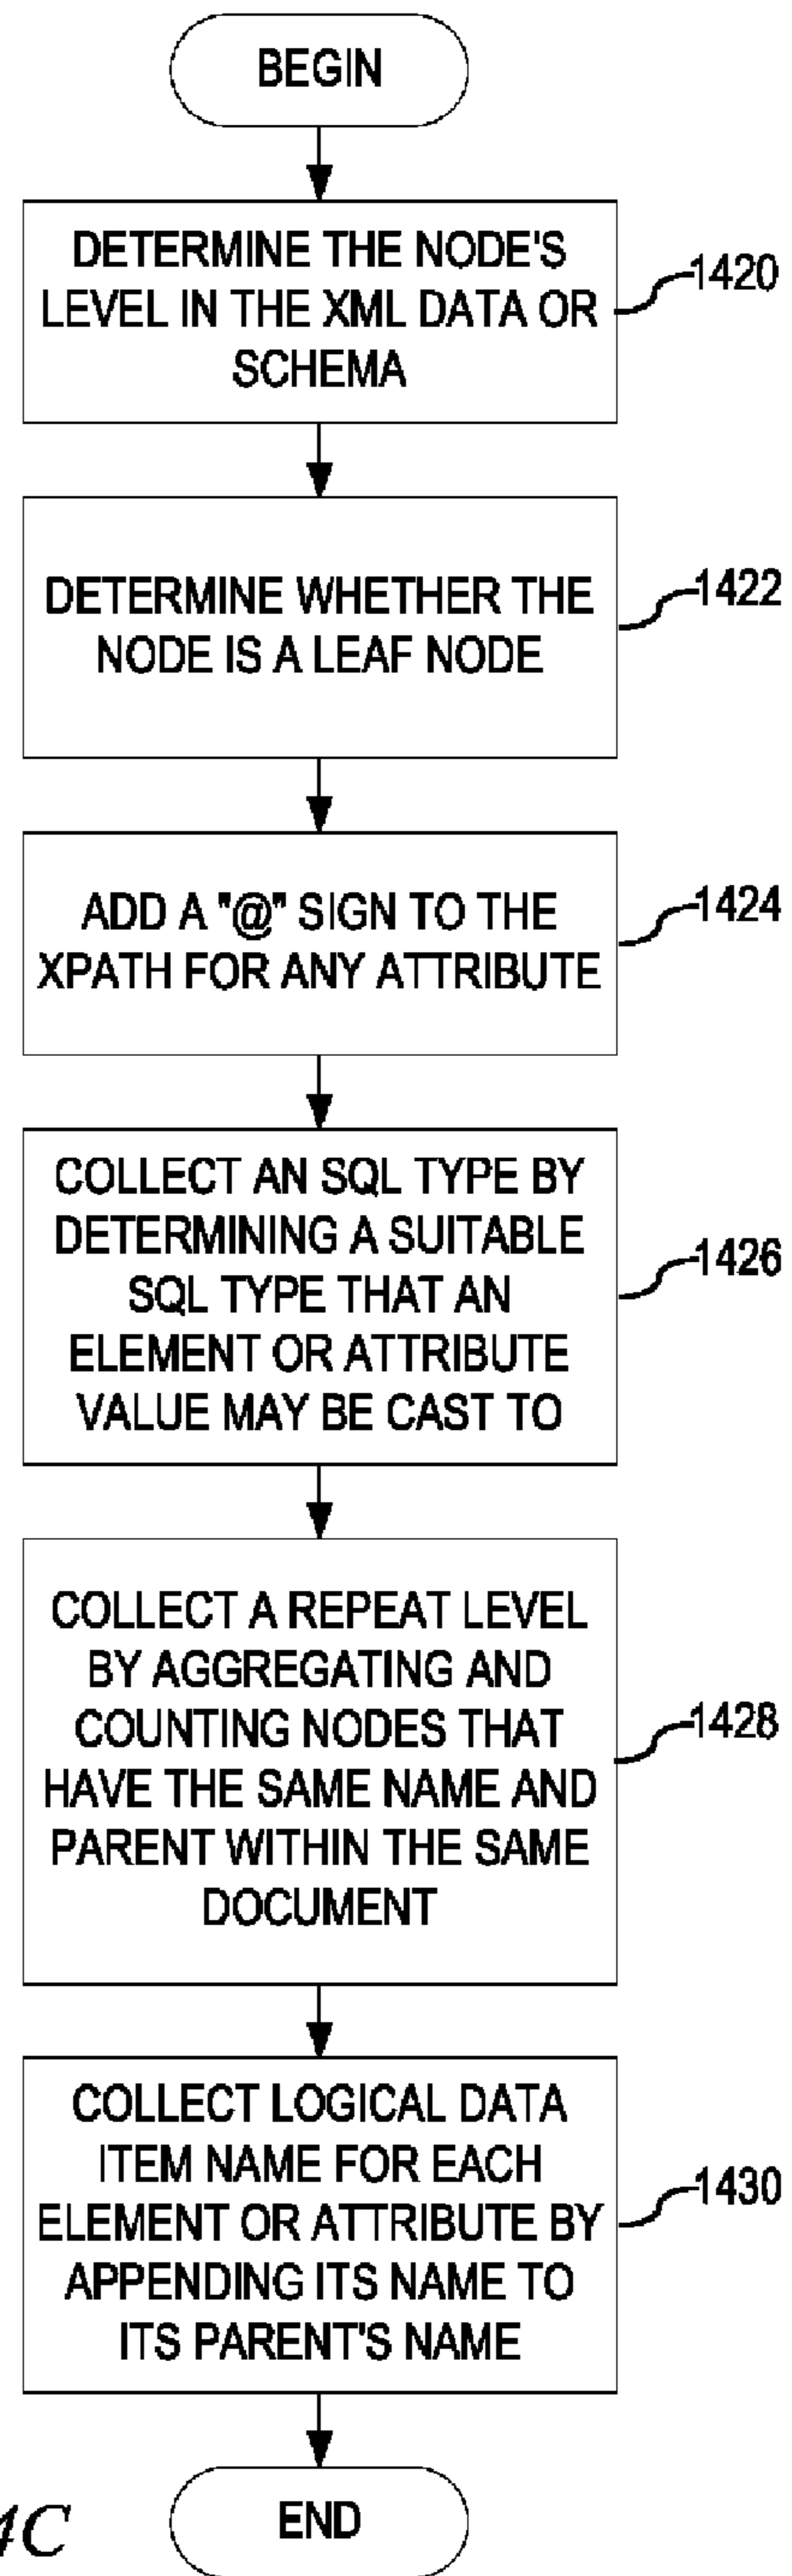 BEGIN
DETERMINE THE NODE'S
LEVEL IN THE XML DATA OR
SCHEMA
1420
DETERMINE WHETHER THE
NODE IS A LEAF NODE
1422
ADD A "@" SIGN TO THE
XPATH FOR ANY ATTRIBUTE
1424
COLLECT AN SQL TYPE BY
DETERMINING A SUITABLE
SQL TYPE THAT AN
ELEMENT OR ATTRIBUTE
VALUE MAY BE CAST TO
1426
COLLECT A REPEAT LEVEL
BY AGGREGATING AND
COUNTING NODES THAT
HAVE THE SAME NAME AND
PARENT WITHIN THE SAME
DOCUMENT
1428
COLLECT LOGICAL DATA
ITEM NAME FOR EACH
ELEMENT OR ATTRIBUTE BY
APPENDING ITS NAME TO
ITS PARENT'S NAME
1430
END
4C